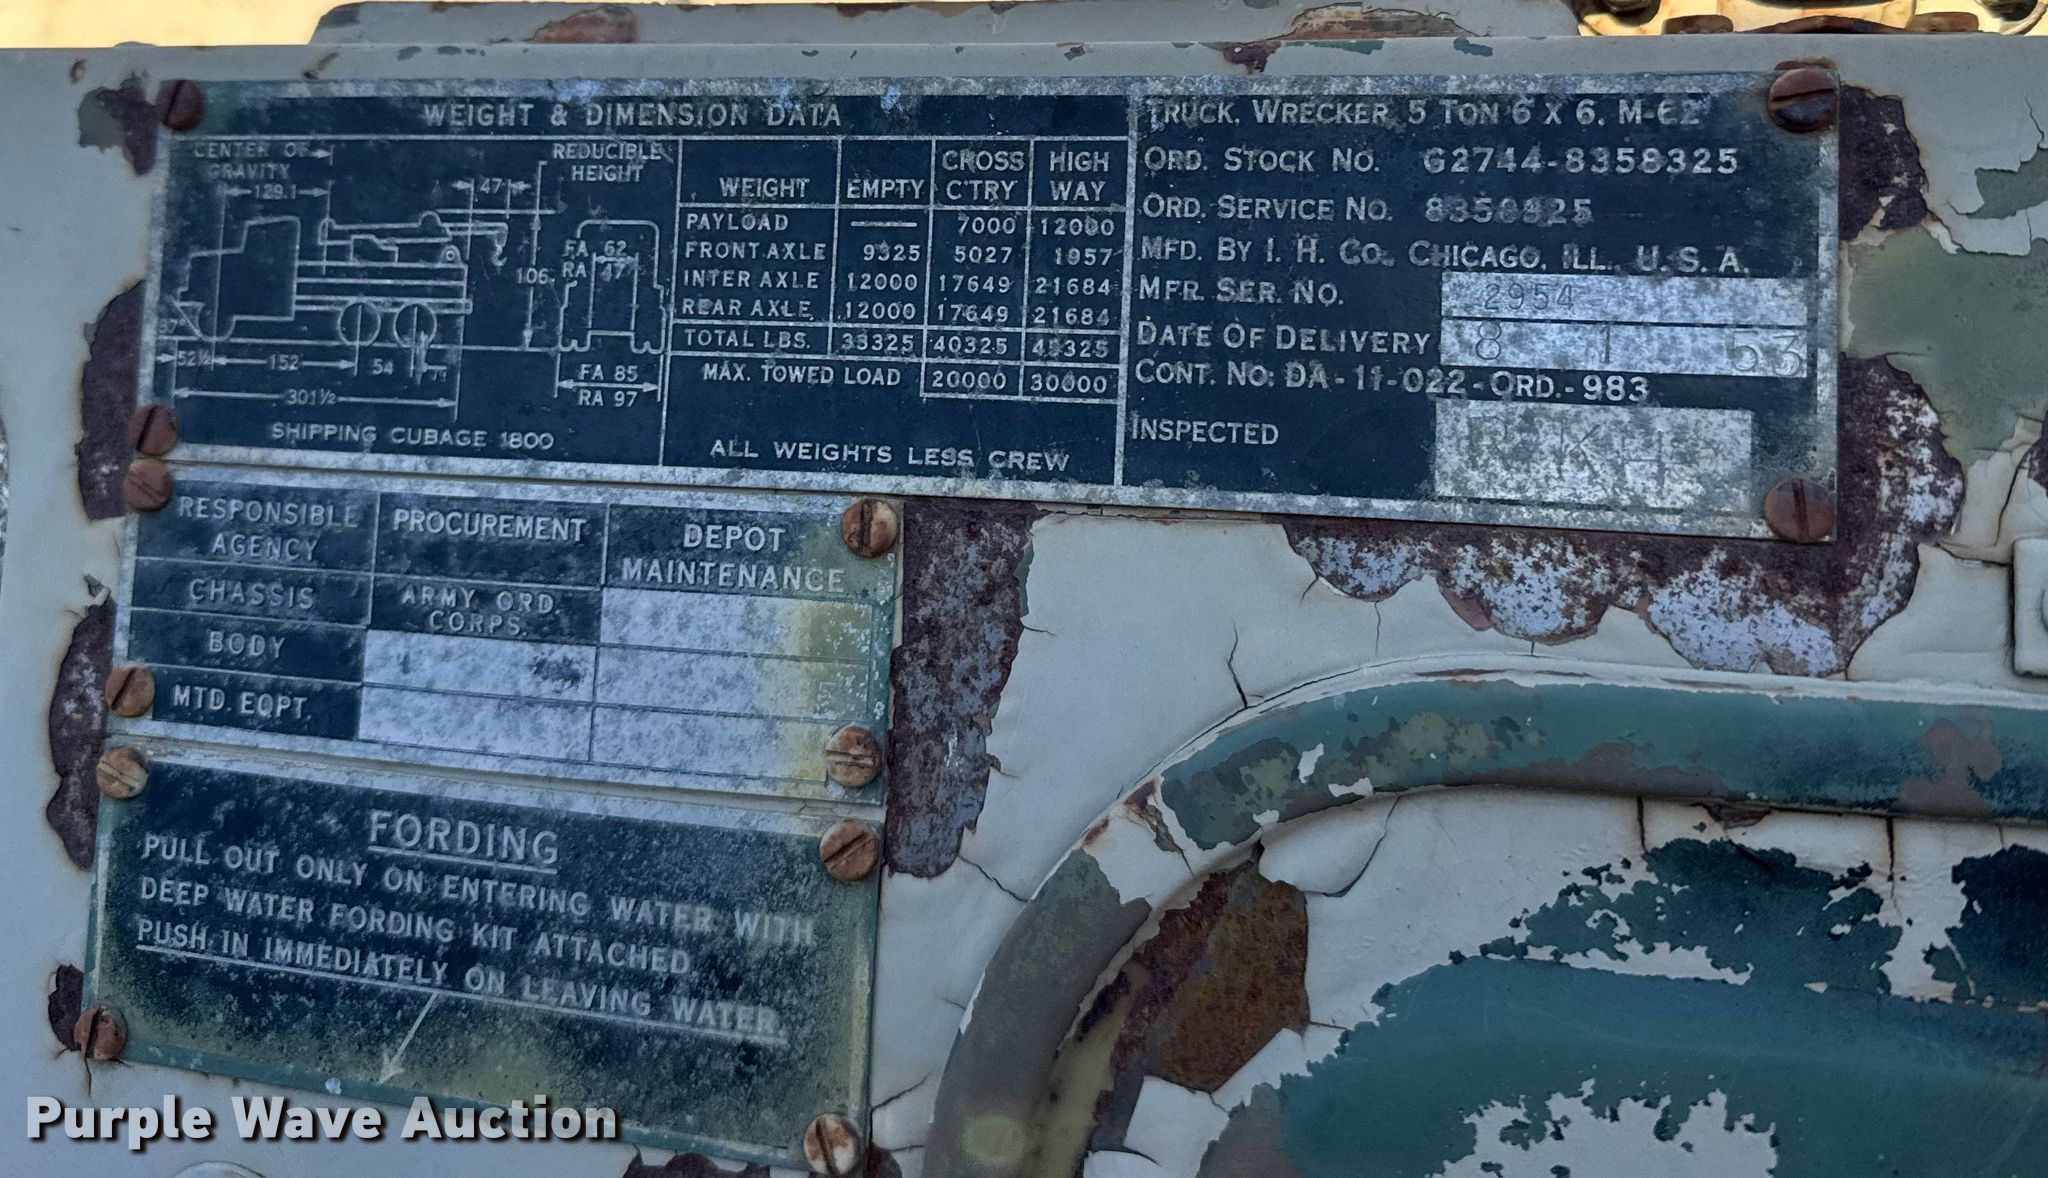 WEIGHT & DIMENSION DATA
CENTER OF GRAVITY
129.1
47
REDUCIBLE HEIGHT
106
FA 62
RA 47
37
52½
152
54
301½
FA 85
RA 97
SHIPPING CUBAGE 1800
WEIGHT EMPTY CROSS C'TRY HIGH WAY
PAYLOAD — 7000 12000
FRONT AXLE 9325 5027 1957
INTER AXLE 12000 17649 21684
REAR AXLE 12000 17649 21684
TOTAL LBS. 33325 40325 45325
MAX. TOWED LOAD 20000 30000
ALL WEIGHTS LESS CREW
TRUCK, WRECKER, 5 TON 6 X 6, M-62
ORD. STOCK NO. G2744-8358325
ORD. SERVICE NO. 8358325
MFD. BY I. H. CO., CHICAGO, ILL., U. S. A.
MFR. SER. NO. 2954
DATE OF DELIVERY 8 1 53
CONT. NO: DA-11-022-ORD.-983
INSPECTED
RESPONSIBLE AGENCY PROCUREMENT DEPOT MAINTENANCE
CHASSIS ARMY ORD. CORPS.
BODY
MTD. EQPT.
FORDING
PULL OUT ONLY ON ENTERING WATER WITH
DEEP WATER FORDING KIT ATTACHED.
PUSH IN IMMEDIATELY ON LEAVING WATER.
Purple Wave Auction